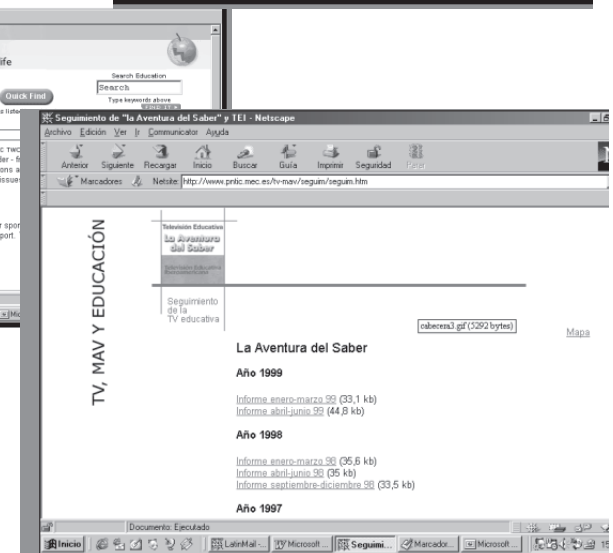 ife
Search Education
Search
Quick Find
Type keywords above
Seguimiento de "la Aventura del Saber" y TEI - Netscape
Archivo Edición Ver Ir Communicator Ayuda
Anterior Siguiente Recargar Inicio Buscar Guía Imprimir Seguridad Parar
Marcadores Netsite: http://www.pntic.mec.es/tv-mav/seguim/seguim.htm
TV, MAV Y EDUCACIÓN
Televisión Educativa
La Aventura
del Saber
Televisión Educativa
Iberoamericana
Seguimiento
de la
TV educativa
cabecera3.gif (5292 bytes)
Mapa
La Aventura del Saber
Año 1999
Informe enero-marzo 99 (33,1 kb)
Informe abril-junio 99 (44,8 kb)
Año 1998
Informe enero-marzo 98 (35,6 kb)
Informe abril-junio 98 (35 kb)
Informe septiembre-diciembre 98 (33,5 kb)
Año 1997
Documento: Ejecutado
Inicio LatinMail -... Microsoft ... Seguimi... Marcador... Microsoft ...